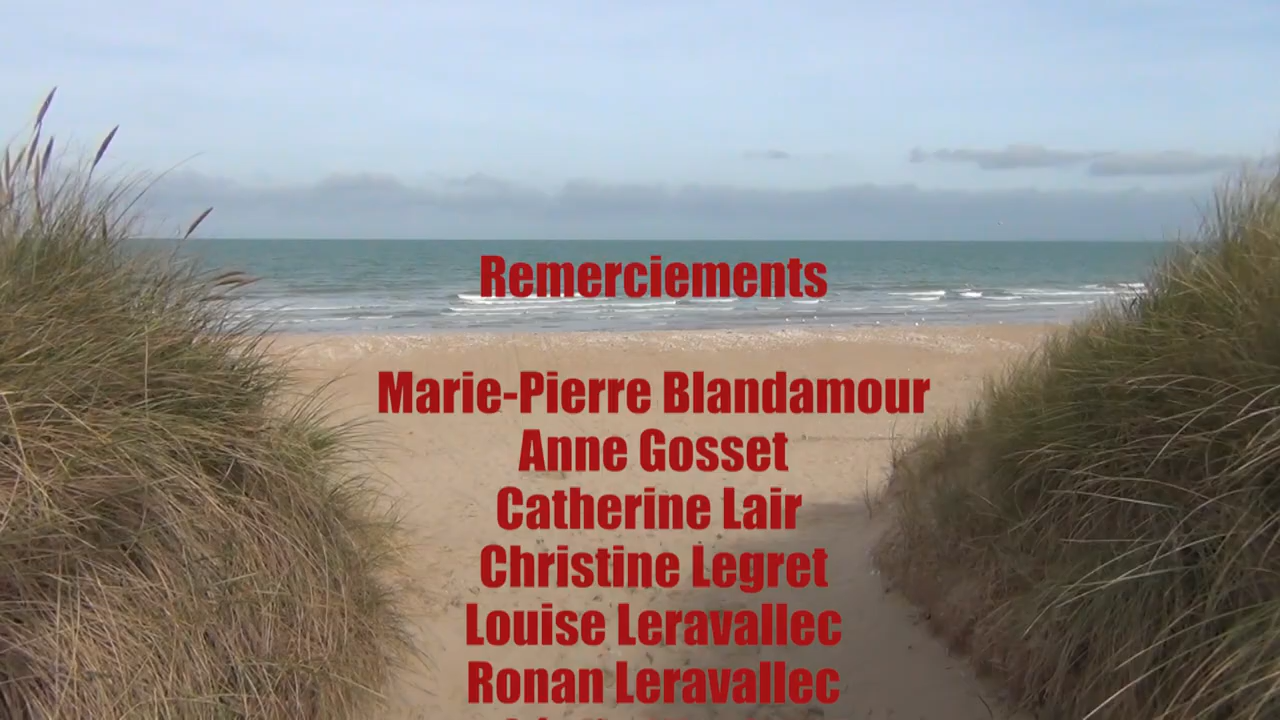 Remerciements
Marie-Pierre Blandamour
Anne Gosset
Catherine Lair
Christine Legret
Louise Leravallec
Ronan Leravallec